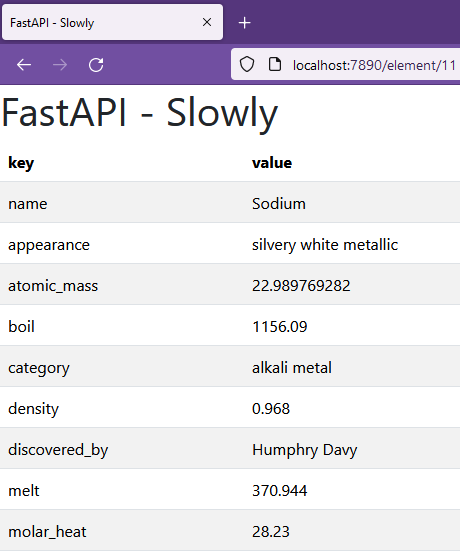 FastAPI - Slowly
localhost:7890/element/11
FastAPI - Slowly
key value
name Sodium
appearance silvery white metallic
atomic_mass 22.989769282
boil 1156.09
category alkali metal
density 0.968
discovered_by Humphry Davy
melt 370.944
molar_heat 28.23